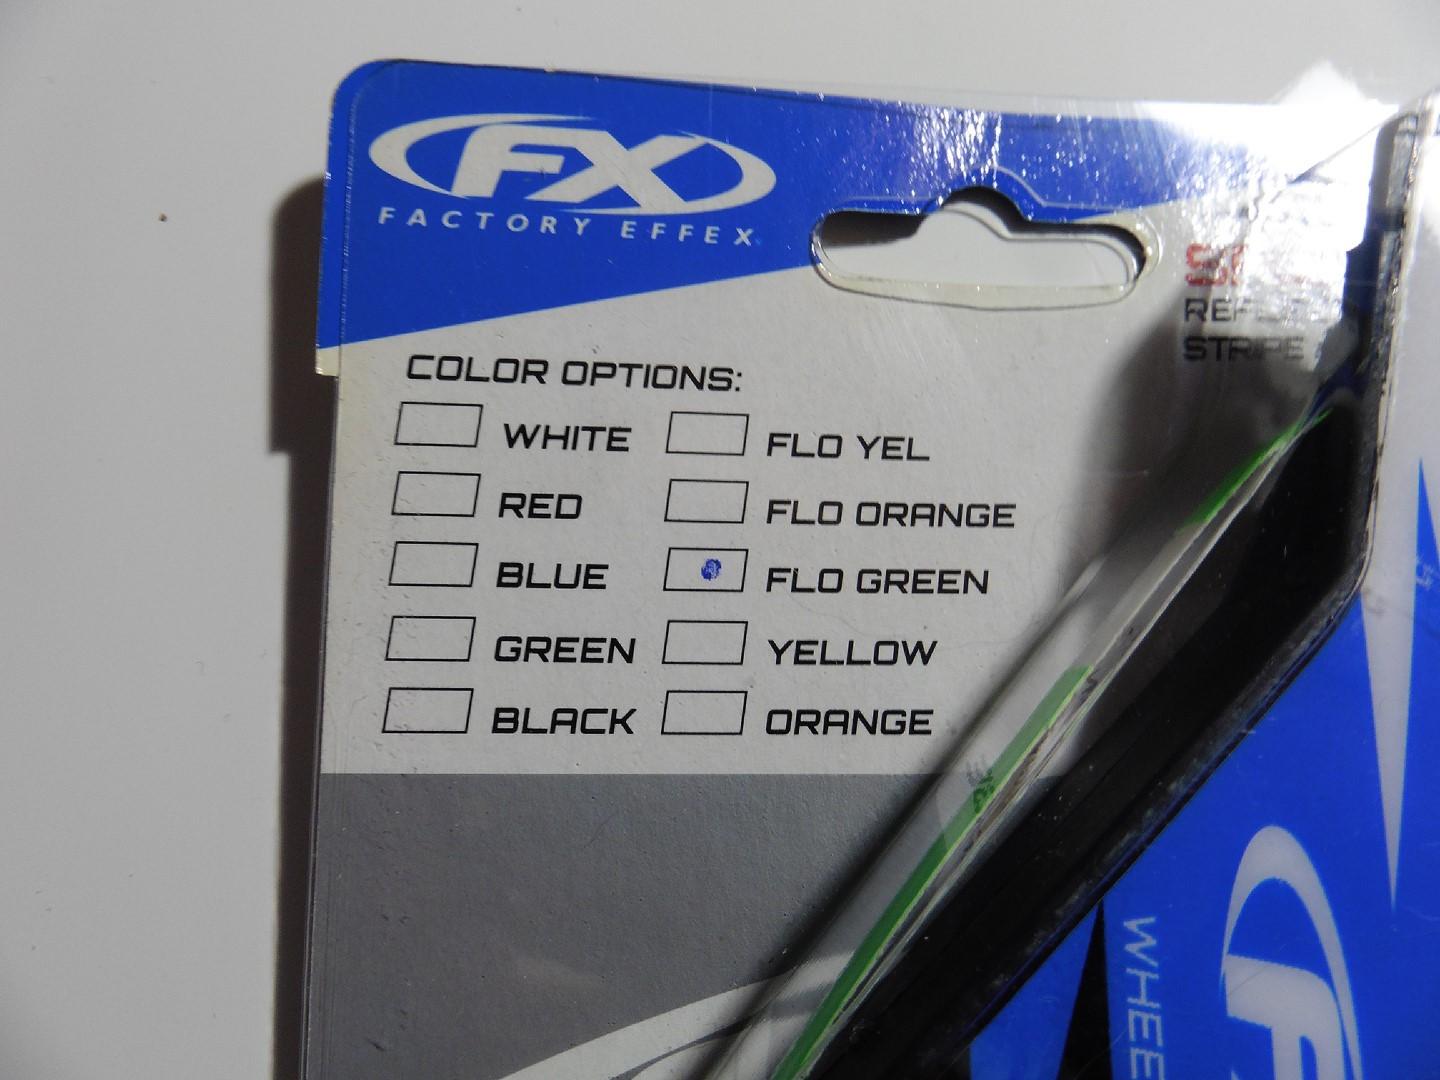 FX
FACTORY EFFEX
COLOR OPTIONS:
WHITE
RED
BLUE
GREEN
BLACK
FLO YEL
FLO ORANGE
FLO GREEN
YELLOW
ORANGE
STRIPE